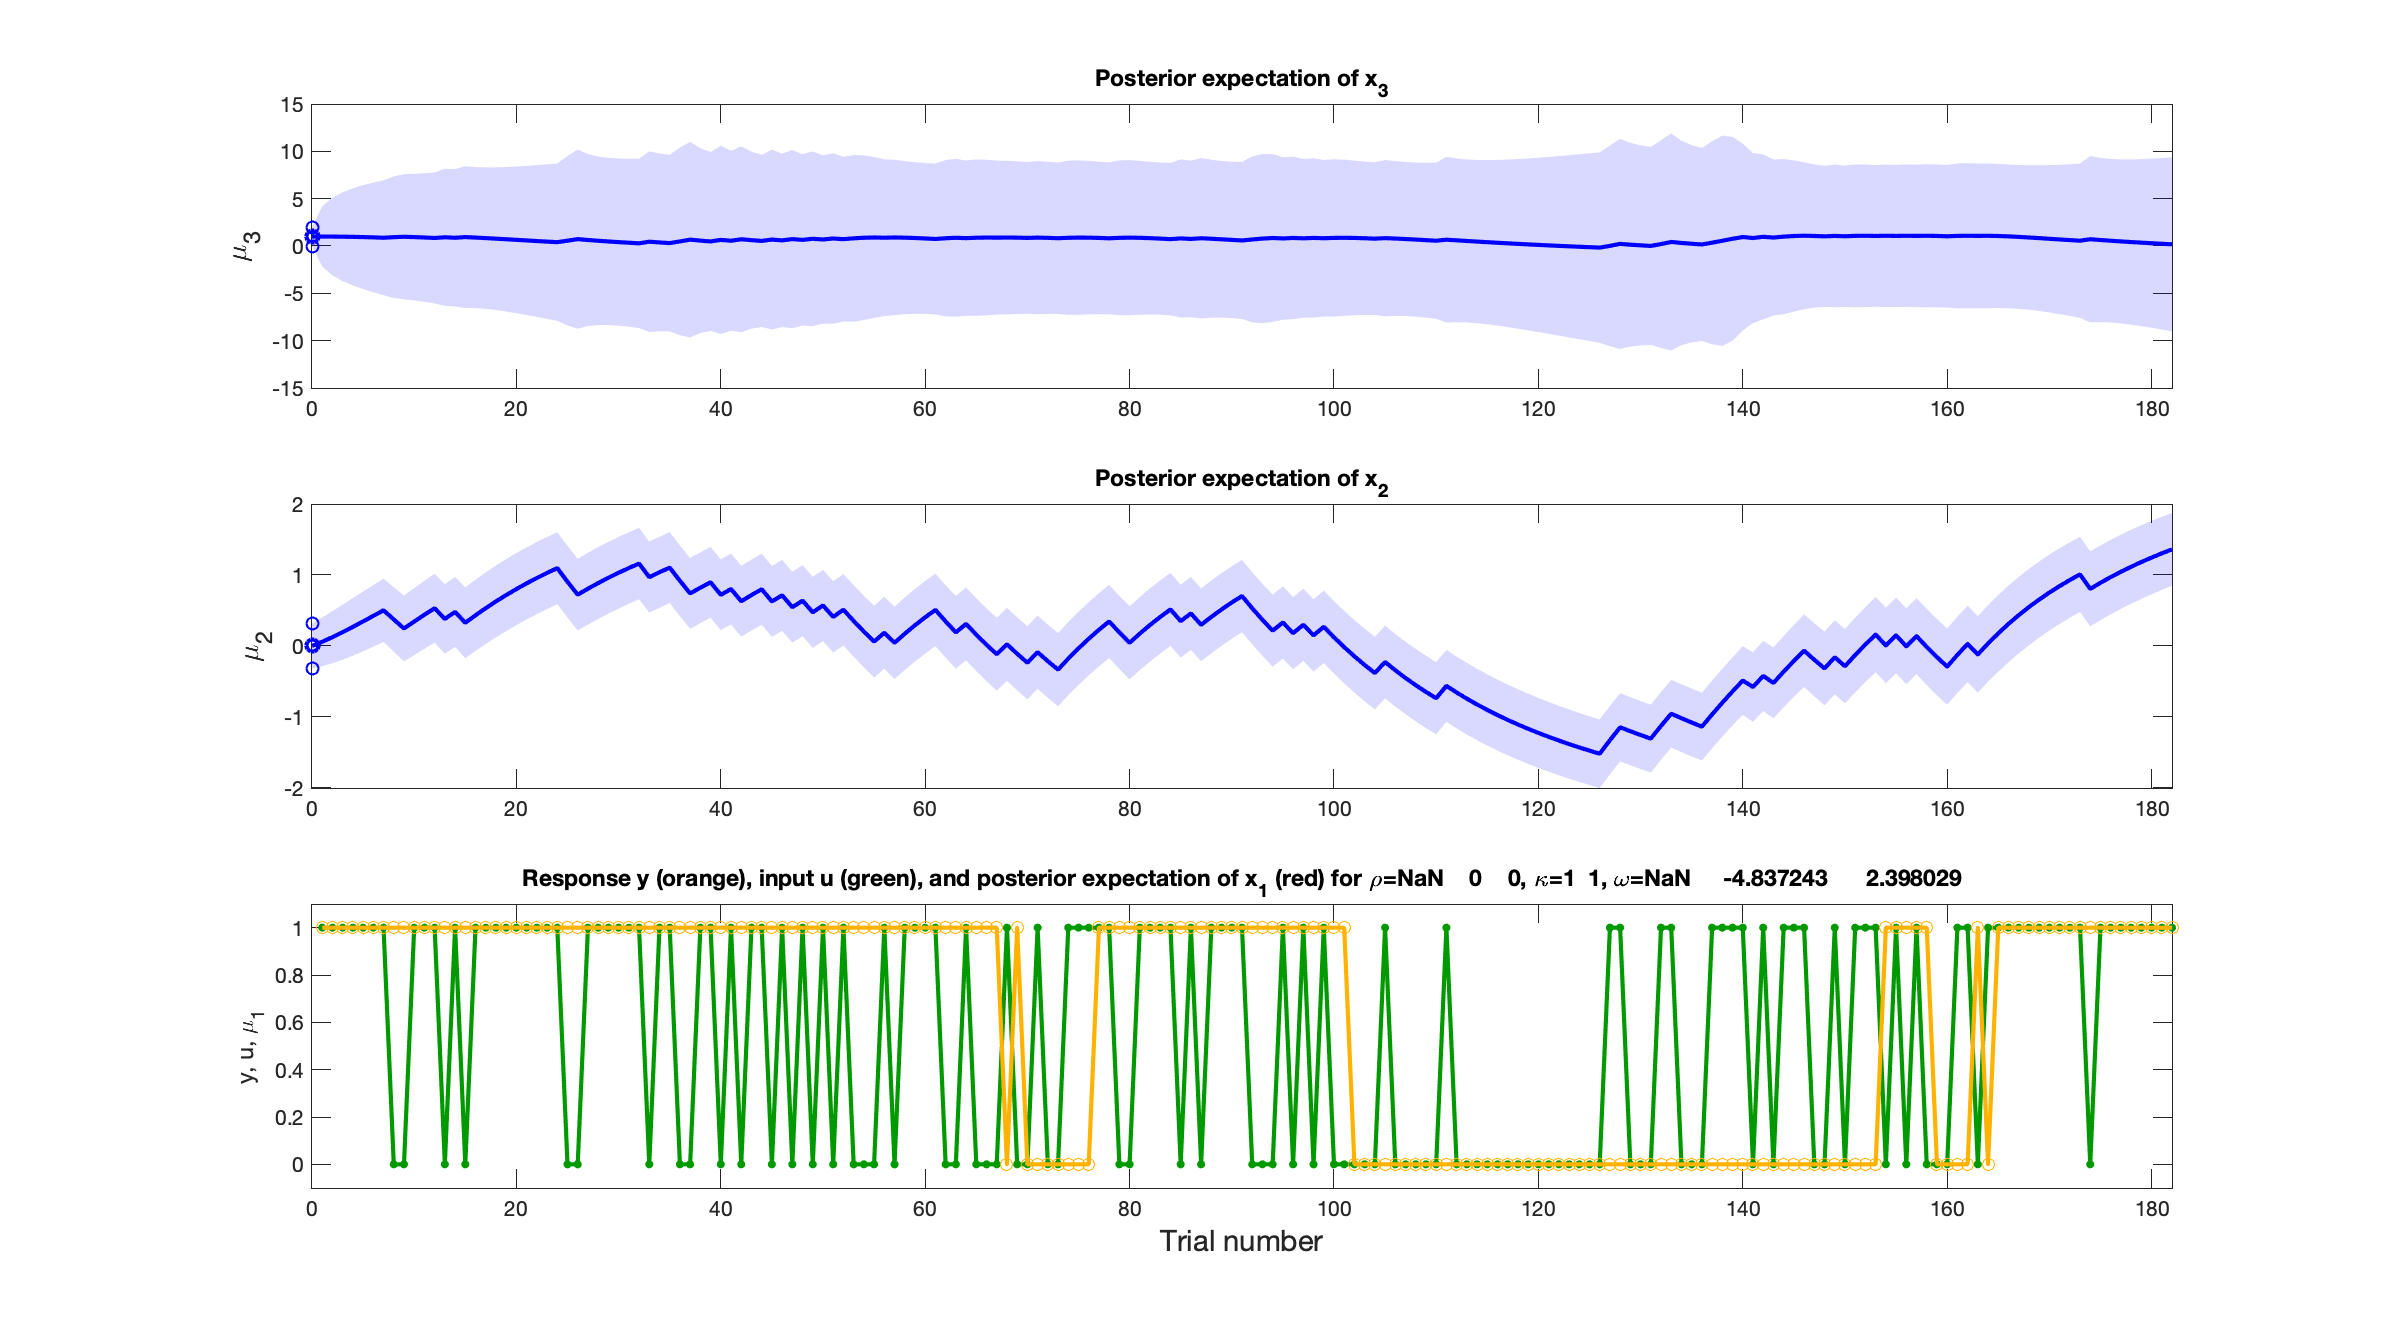 Posterior expectation of x3
15
10
5
0
-5
-10
-15
μ3
0 20 40 60 80 100 120 140 160 180
Posterior expectation of x2
2
1
0
-1
-2
μ2
0 20 40 60 80 100 120 140 160 180
Response y (orange), input u (green), and posterior expectation of x1 (red) for ρ=NaN 0 0, κ=1 1, ω=NaN -4.837243 2.398029
1
0.8
0.6
0.4
0.2
0
y, u, μ1
0 20 40 60 80 100 120 140 160 180
Trial number